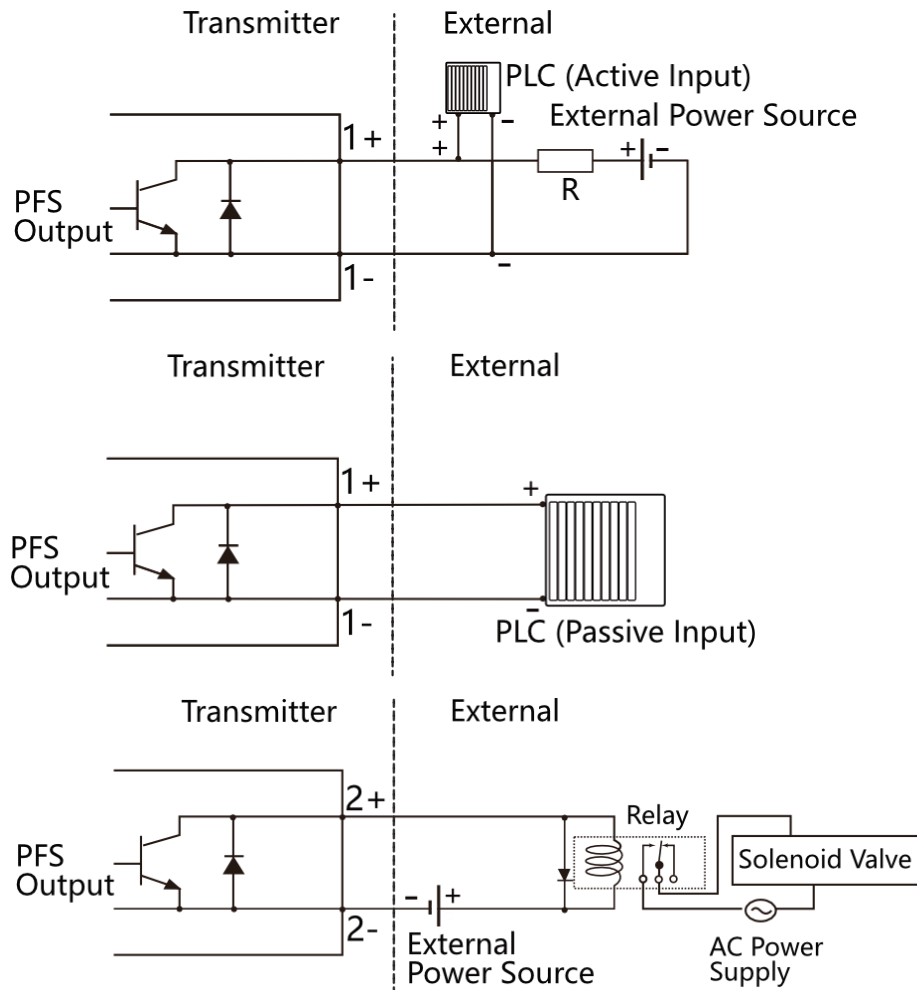 Transmitter
External
PLC (Active Input)
+ -
External Power Source
1+
+
+ -
R
PFS
Output
1-
-
Transmitter
External
1+
+
PFS
Output
1-
-
PLC (Passive Input)
Transmitter
External
2+
Relay
Solenoid Valve
PFS
Output
- +
2-
External
Power Source
AC Power
Supply